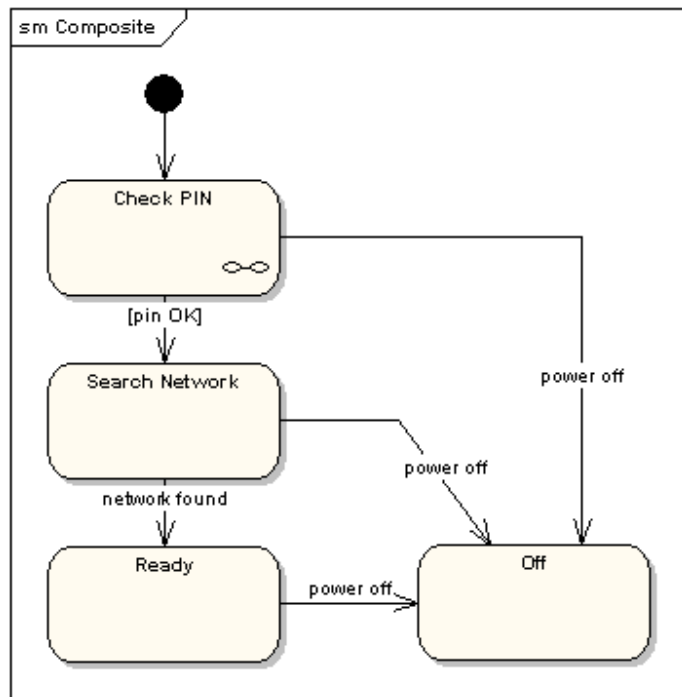 sm Composite
Check PIN
[pin OK]
Search Network
power off
power off
network found
Ready
Off
power off